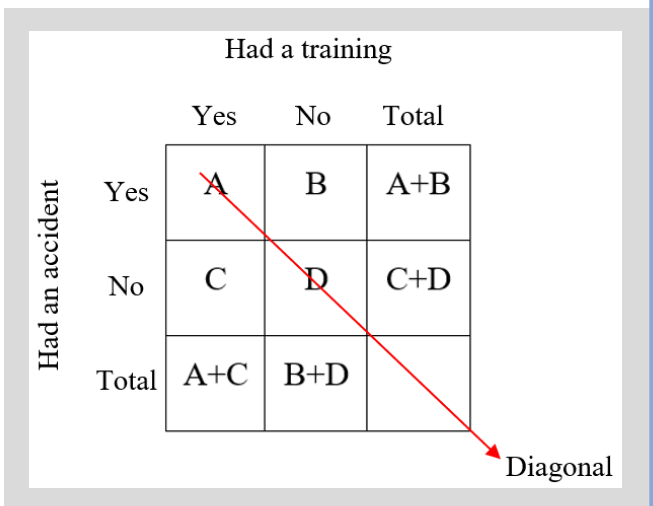 Had a training
Yes No Total
Had an accident
Yes A B A+B
No C D C+D
Total A+C B+D
Diagonal